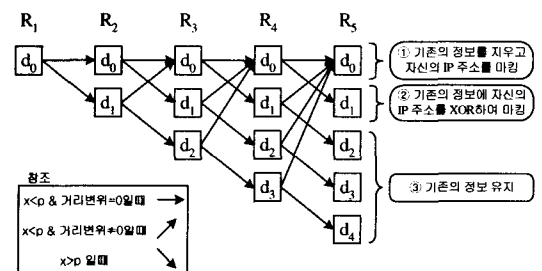 R1 R2 R3 R4 R5
d0 d0 d0 d0 d0
d1 d1 d1 d1
d2 d2 d2
d3 d3
d4
① 기존의 정보를 지우고
자신의 IP 주소를 마킹
② 기존의 정보에 자신의
IP 주소를 XOR하여 마킹
③ 기존의 정보 유지
참조
x<p & 거리변위=0일때
x<p & 거리변위≠0일때
x>p 일때